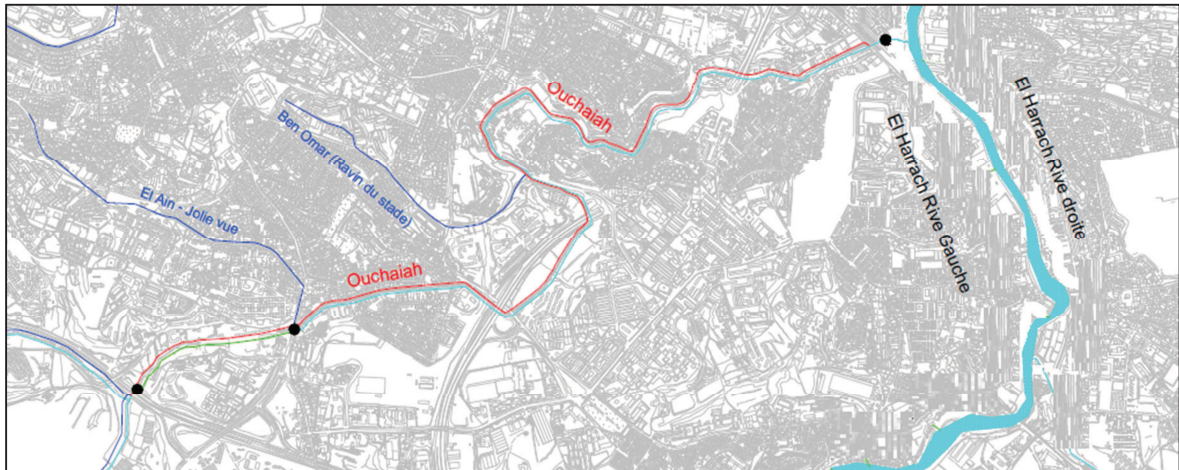 Ouchaiah
Ben Omar (Ravin du stade)
El Ain - Jolie vue
Ouchaiah
El Harrach Rive Gauche
El Harrach Rive droite